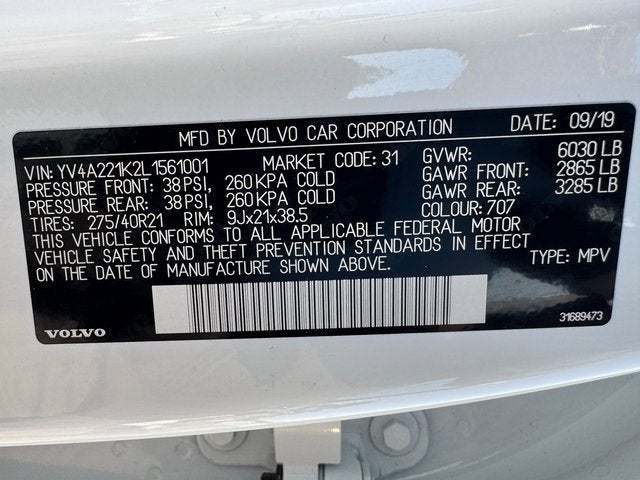 MFD BY VOLVO CAR CORPORATION DATE: 09/19
VIN: YV4A221K2L1561001 MARKET CODE: 31 GVWR: 6030 LB
PRESSURE FRONT: 38 PSI, 260 KPA COLD GAWR FRONT: 2865 LB
PRESSURE REAR: 38 PSI, 260 KPA COLD GAWR REAR: 3285 LB
TIRES: 275/40R21 RIM: 9Jx21x38.5 COLOUR: 707
THIS VEHICLE CONFORMS TO ALL APPLICABLE FEDERAL MOTOR
VEHICLE SAFETY AND THEFT PREVENTION STANDARDS IN EFFECT
ON THE DATE OF MANUFACTURE SHOWN ABOVE. TYPE: MPV
VOLVO 31689473